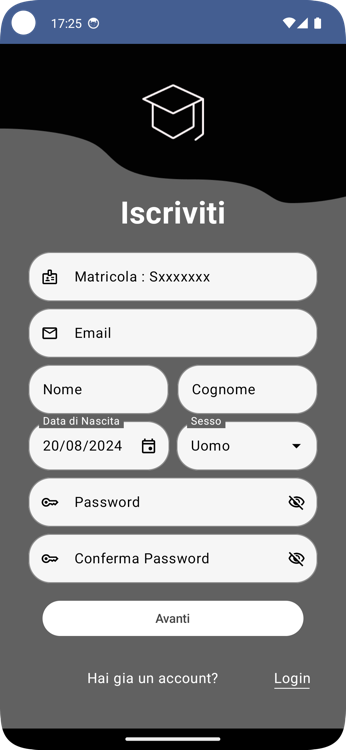 17:25
Iscriviti
Matricola : Sxxxxxxx
Email
Nome Cognome
Data di Nascita Sesso
20/08/2024 Uomo
Password
Conferma Password
Avanti
Hai gia un account? Login